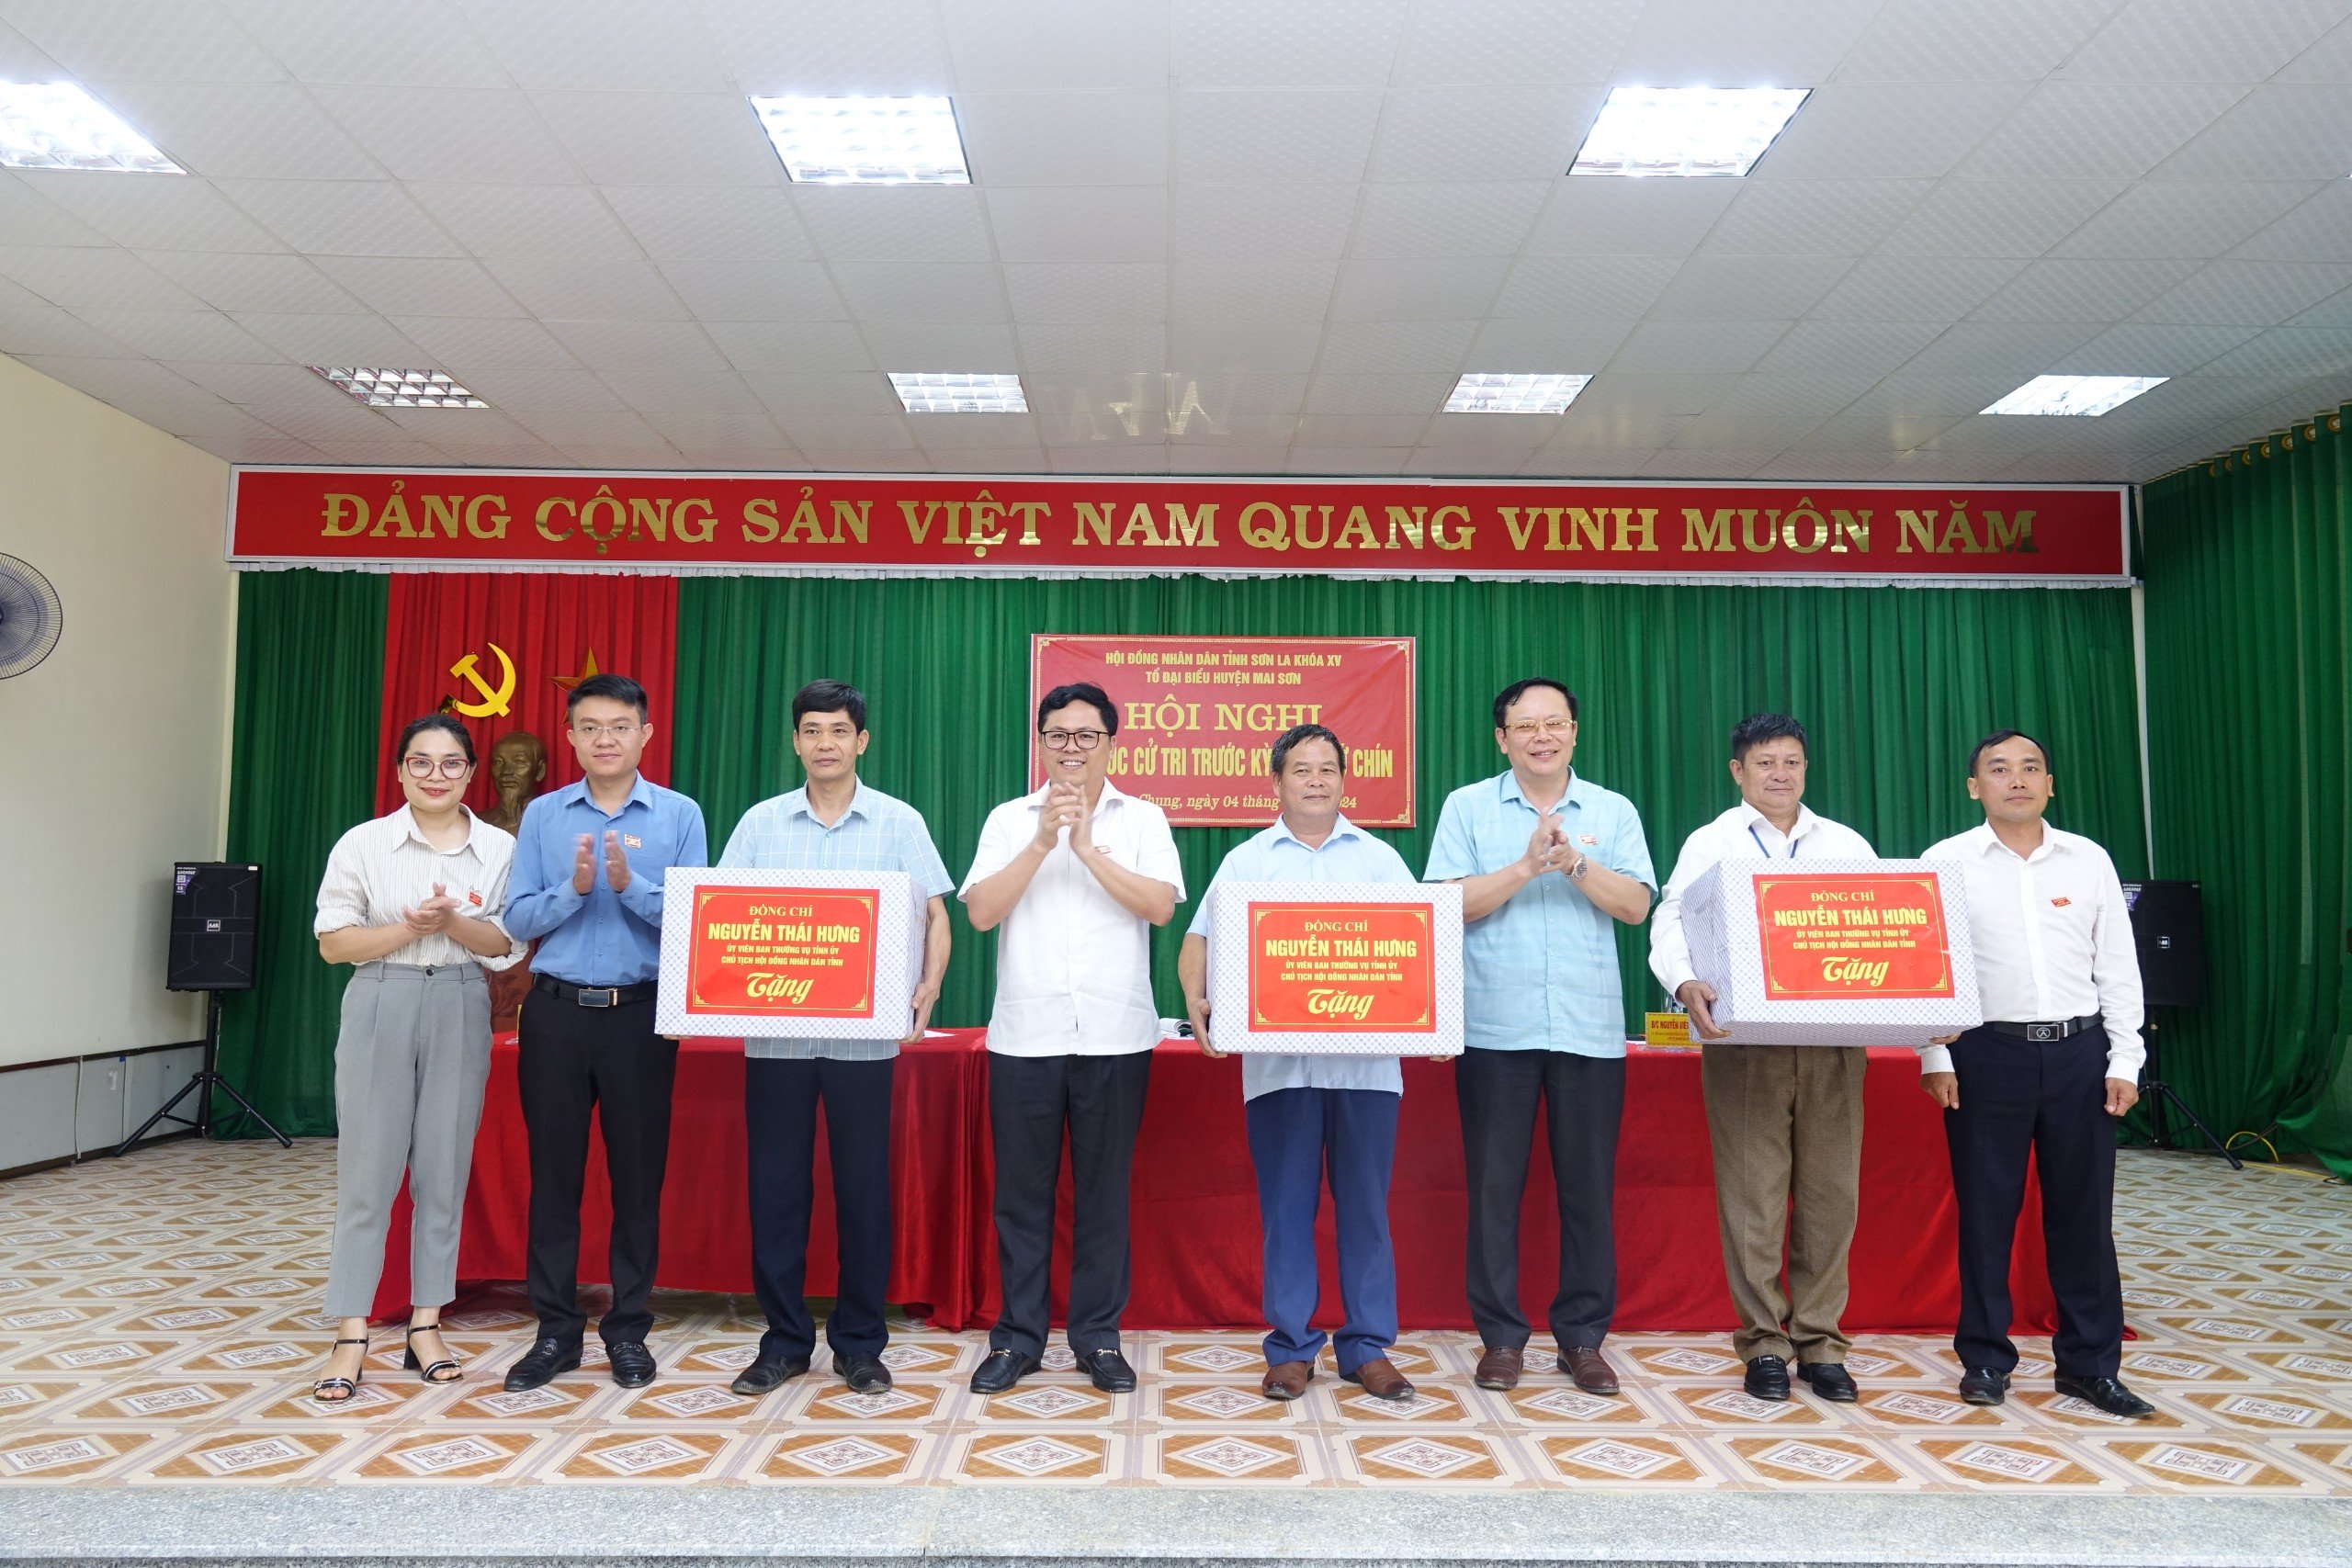 ĐẢNG CỘNG SẢN VIỆT NAM QUANG VINH MUÔN NĂM
HỘI ĐỒNG NHÂN DÂN TỈNH SƠN LA KHÓA XV
TỔ ĐẠI BIỂU HUYỆN MAI SƠN
HỘI NGHỊ
CỬ TRI TRƯỚC KỲ CHÍN
Chung, ngày 04 tháng
ĐỒNG CHÍ
NGUYỄN THÁI HƯNG
ỦY VIÊN BAN THƯỜNG VỤ TỈNH ỦY
CHỦ TỊCH HỘI ĐỒNG NHÂN DÂN TỈNH
Tặng
ĐỒNG CHÍ
NGUYỄN THÁI HƯNG
ỦY VIÊN BAN THƯỜNG VỤ TỈNH ỦY
CHỦ TỊCH HỘI ĐỒNG NHÂN DÂN TỈNH
Tặng
ĐỒNG CHÍ
NGUYỄN THÁI HƯNG
ỦY VIÊN BAN THƯỜNG VỤ TỈNH ỦY
CHỦ TỊCH HỘI ĐỒNG NHÂN DÂN TỈNH
Tặng
Đ/C NGUYỄN